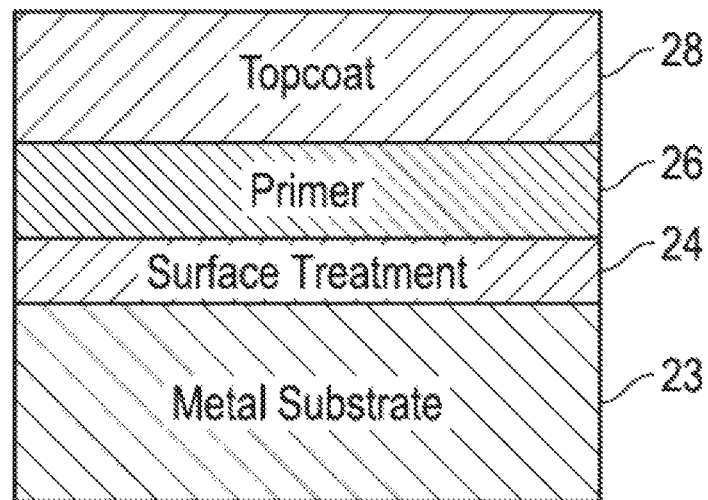 Topcoat 28
Primer 26
24
Surface Treatment
Metal Substrate 23